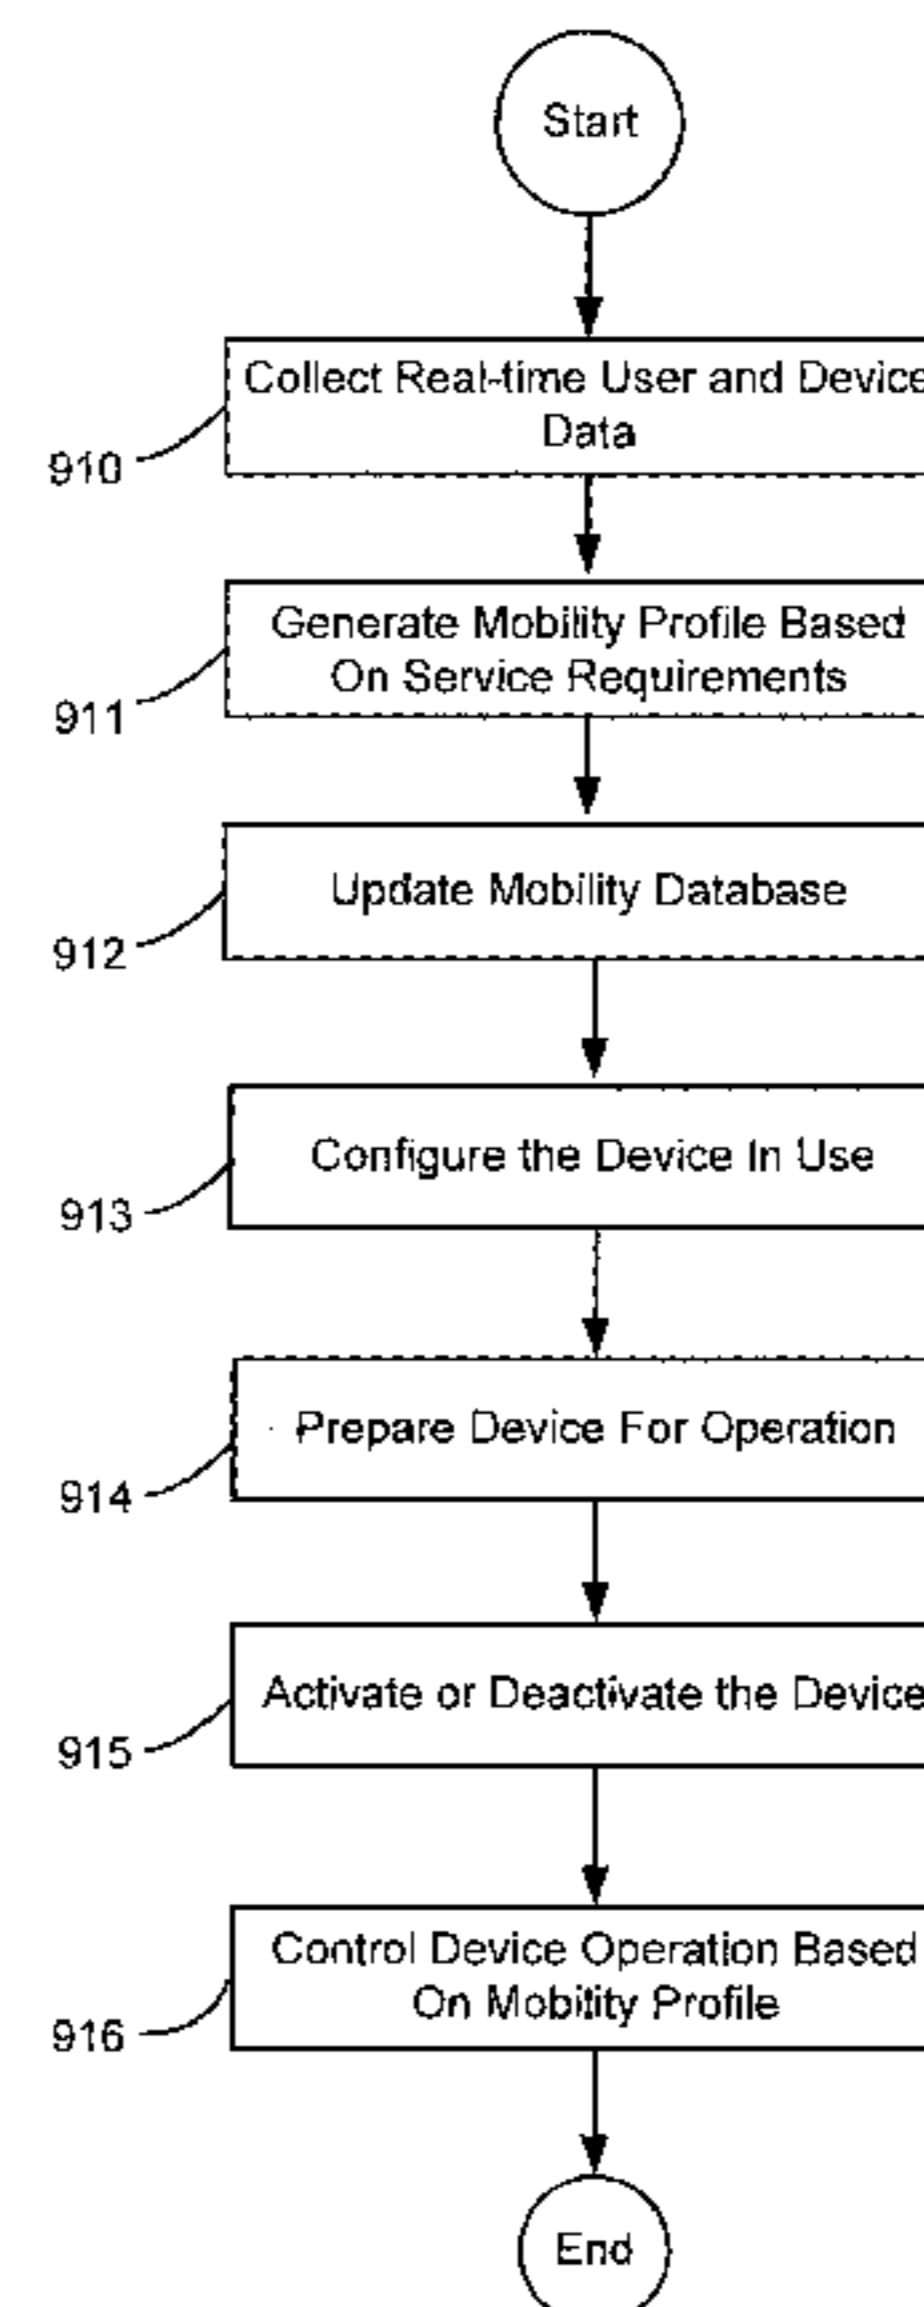 Start
Collect Real-time User and Device
Data
910
Generate Mobility Profile Based
On Service Requirements
911
Update Mobility Database
912
Configure the Device In Use
913
Prepare Device For Operation
914
Activate or Deactivate the Device
915
Control Device Operation Based
On Mobility Profile
916
End